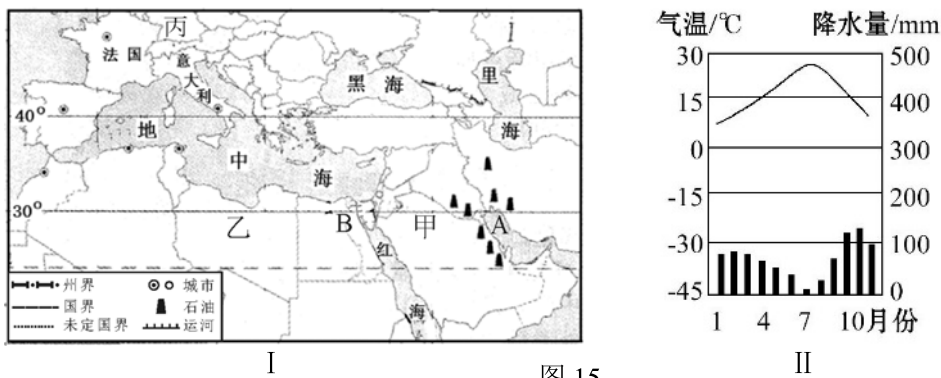 丙
法国
意大利
黑海
里海
40°
地中海
30°
乙
B
甲
A
红海
州界
城市
国界
石油
未定国界
运河
Ⅰ
图 15
气温/℃
降水量/mm
30
15
0
-15
-30
-45
500
400
300
200
100
0
1 4 7 10月份
Ⅱ